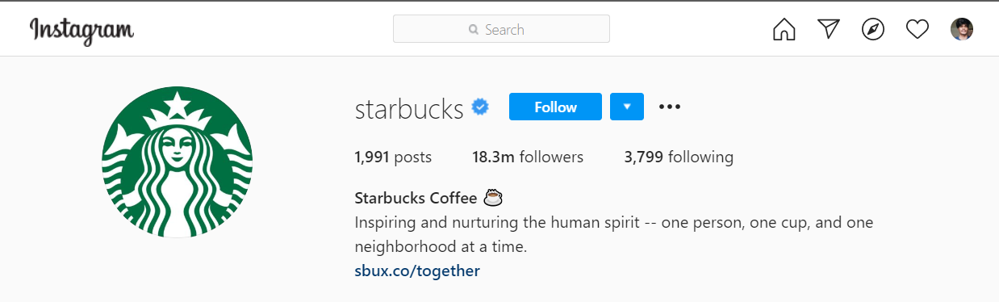 Instagram
Search
starbucks
Follow
1,991 posts 18.3m followers 3,799 following
Starbucks Coffee ☕
Inspiring and nurturing the human spirit -- one person, one cup, and one
neighborhood at a time.
sbux.co/together